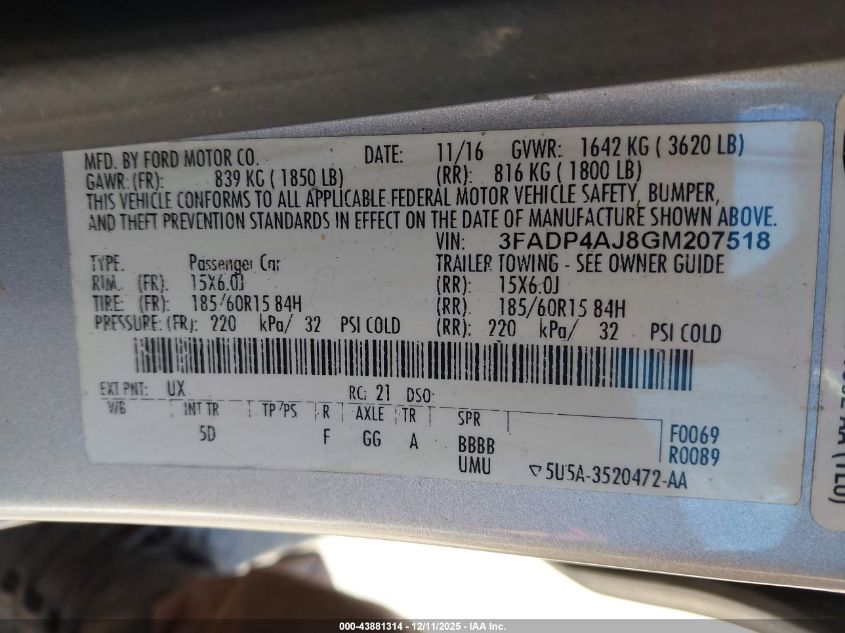 MFD. BY FORD MOTOR CO. DATE: 11/16 GVWR: 1642 KG ( 3620 LB)
GAWR: (FR): 839 KG ( 1850 LB) (RR): 816 KG ( 1800 LB)
THIS VEHICLE CONFORMS TO ALL APPLICABLE FEDERAL MOTOR VEHICLE SAFETY, BUMPER,
AND THEFT PREVENTION STANDARDS IN EFFECT ON THE DATE OF MANUFACTURE SHOWN ABOVE.
VIN: 3FADP4AJ8GM207518
TYPE: Passenger Car TRAILER TOWING - SEE OWNER GUIDE
RIM: (FR): 15X6.0J (RR): 15X6.0J
TIRE: (FR): 185/60R15 84H (RR): 185/60R15 84H
PRESSURE: (FR): 220 kPa/ 32 PSI COLD (RR): 220 kPa/ 32 PSI COLD
EXT PNT: UX RC: 21 DSO:
WB INT TR TP/PS R AXLE TR SPR
5D F GG A BBBB F0069
UMU R0089
5U5A-3520472-AA
000-43881314 - 12/11/2025 - IAA Inc.